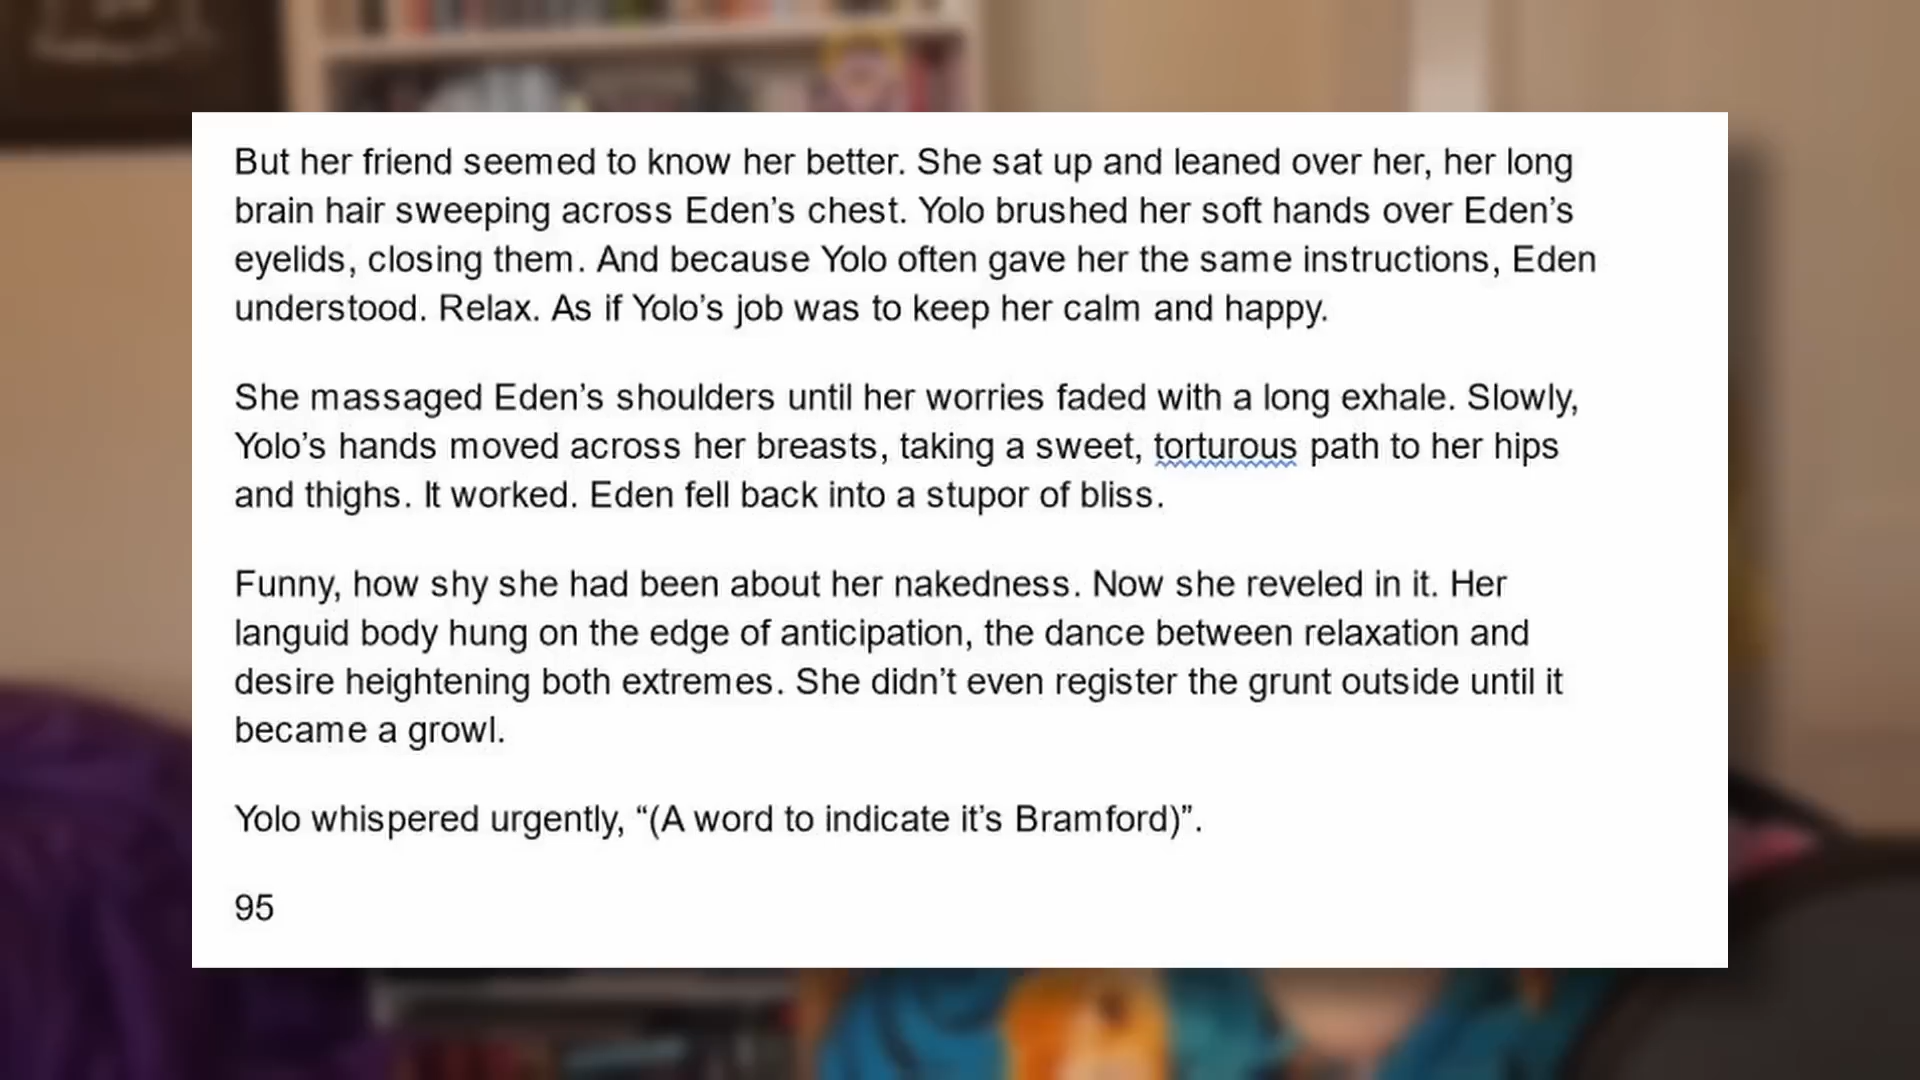 But her friend seemed to know her better. She sat up and leaned over her, her long
brain hair sweeping across Eden’s chest. Yolo brushed her soft hands over Eden’s
eyelids, closing them. And because Yolo often gave her the same instructions, Eden
understood. Relax. As if Yolo’s job was to keep her calm and happy.
She massaged Eden’s shoulders until her worries faded with a long exhale. Slowly,
Yolo’s hands moved across her breasts, taking a sweet, torturous path to her hips
and thighs. It worked. Eden fell back into a stupor of bliss.
Funny, how shy she had been about her nakedness. Now she reveled in it. Her
languid body hung on the edge of anticipation, the dance between relaxation and
desire heightening both extremes. She didn’t even register the grunt outside until it
became a growl.
Yolo whispered urgently, “(A word to indicate it’s Bramford)”.
95